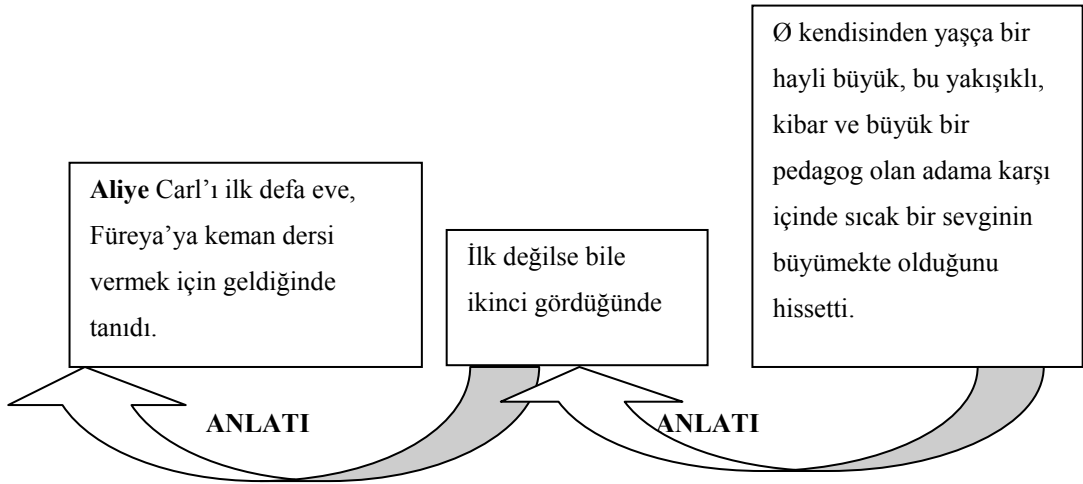 Aliye Carl’ı ilk defa eve,
Füreya’ya keman dersi
vermek için geldiğinde
tanıdı.
İlk değilse bile
ikinci gördüğünde
Ø kendisinden yaşça bir
hayli büyük, bu yakışıklı,
kibar ve büyük bir
pedagog olan adama karşı
içinde sıcak bir sevginin
büyümekte olduğunu
hissetti.
ANLATI
ANLATI